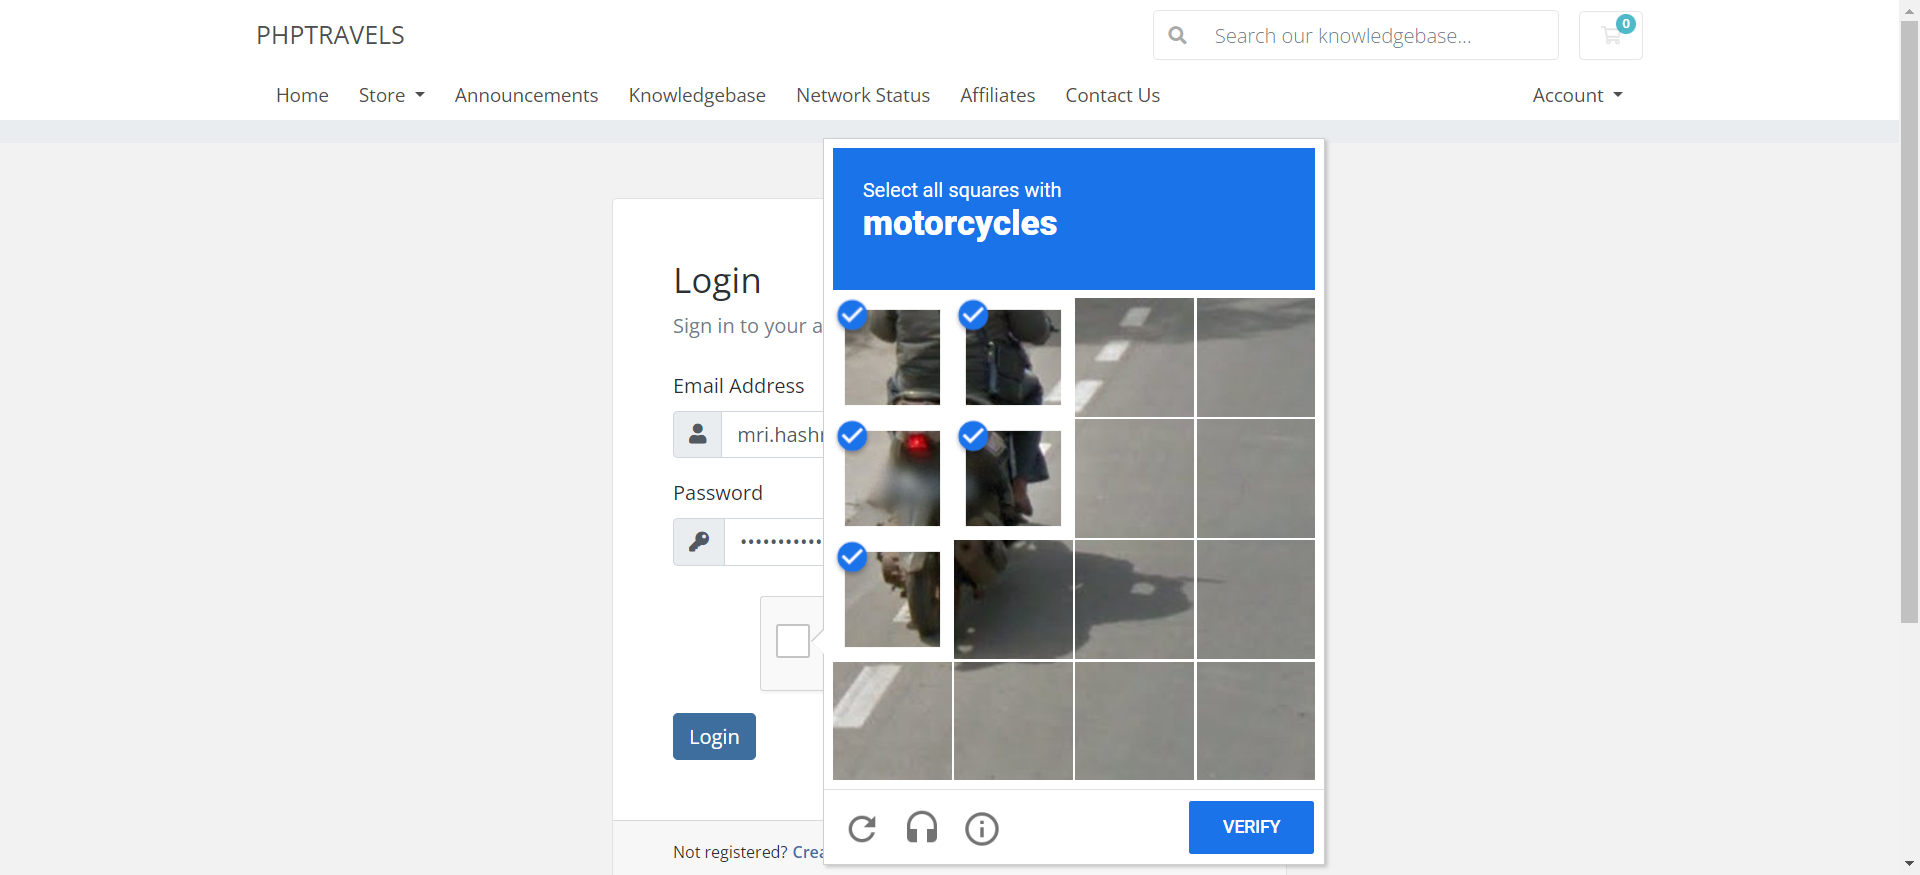 PHPTRAVELS
Search our knowledgebase...
0
Home Store Announcements Knowledgebase Network Status Affiliates Contact Us Account
Select all squares with
motorcycles
Login
Sign in to your a
Email Address
mri.hash
Password
Login
VERIFY
Not registered? Crea